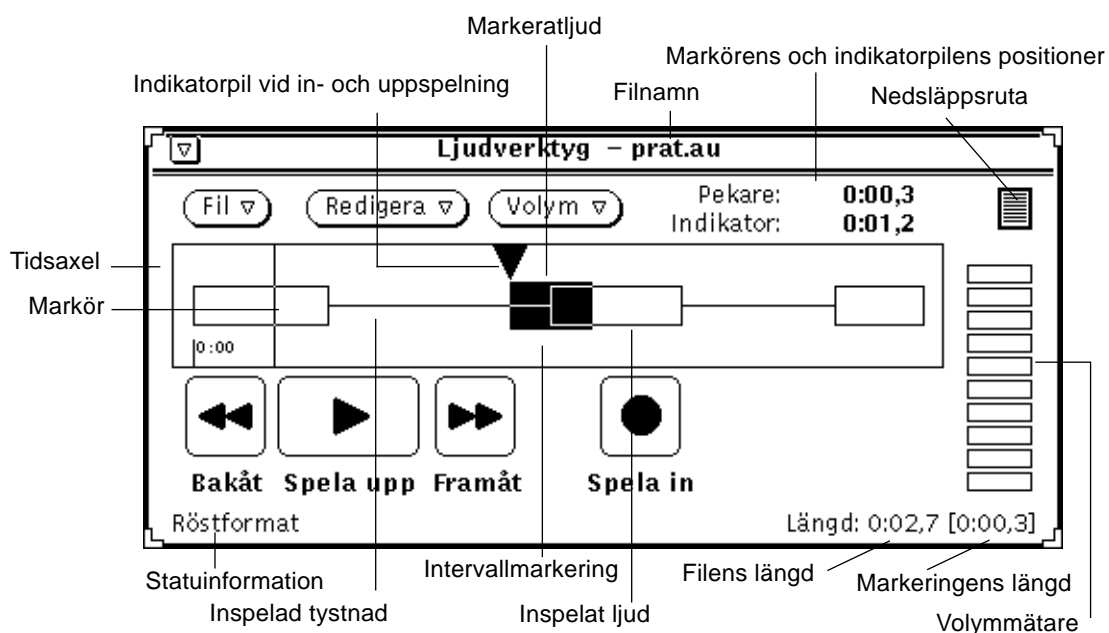 Markeratljud
Markörens och indikatorpilens positioner
Indikatorpil vid in- och uppspelning
Filnamn
Nedsläppsruta
Ljudverktyg – prat.au
Fil
Redigera
Volym
Pekare: 0:00,3
Indikator: 0:01,2
Tidsaxel
Markör
0:00
Bakåt
Spela upp
Framåt
Spela in
Röstformat
Längd: 0:02,7 [0:00,3]
Statuinformation
Intervallmarkering
Filens längd
Markeringens längd
Inspelad tystnad
Inspelat ljud
Volymmätare